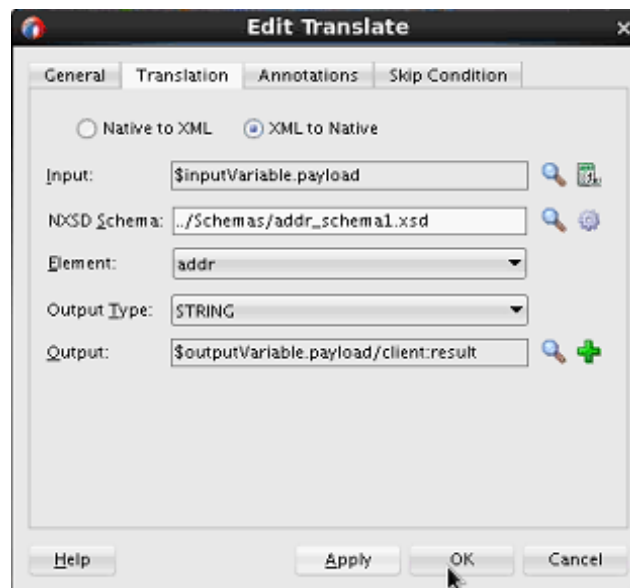 Edit Translate
General Translation Annotations Skip Condition
Native to XML XML to Native
Input: $inputVariable.payload
NXSD Schema: ../Schemas/addr_schema1.xsd
Element: addr
Output Type: STRING
Output: $outputVariable.payload/client:result
Help Apply OK Cancel